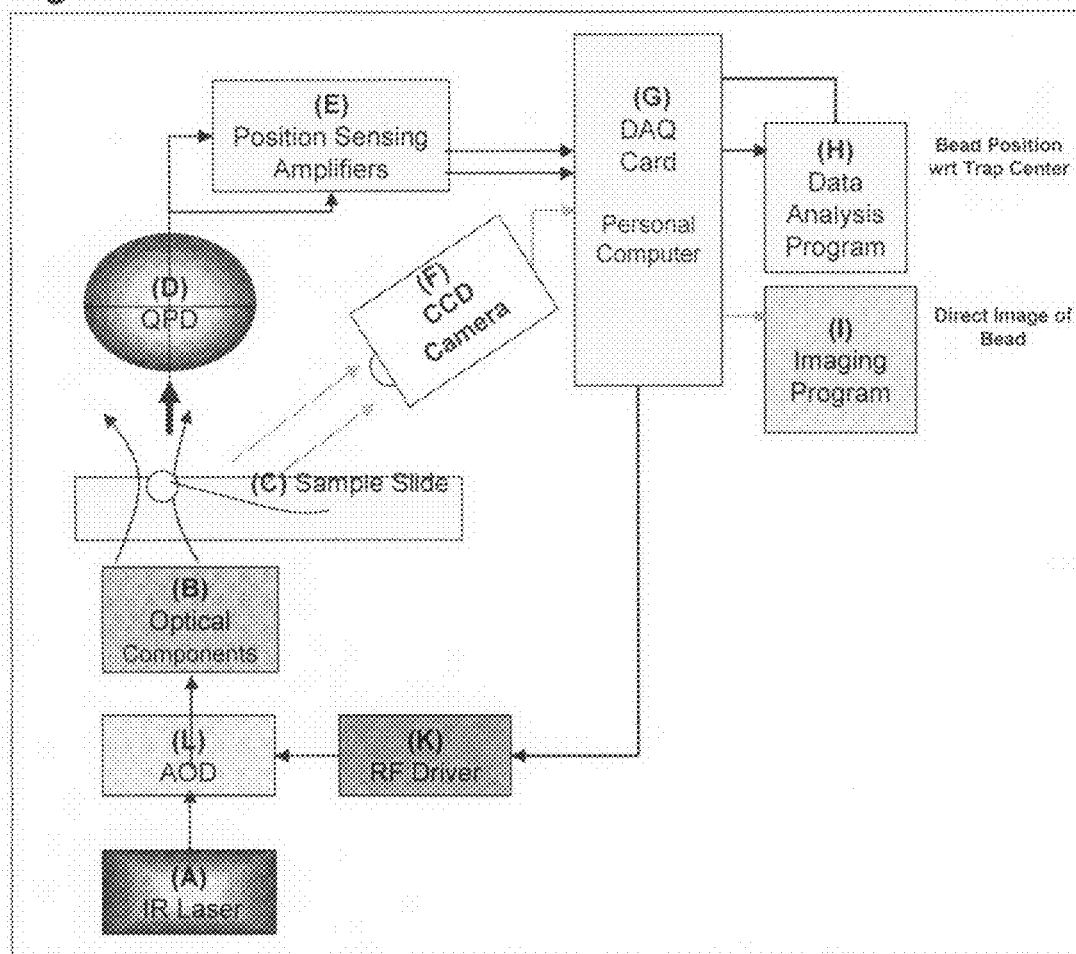 (E)
Position Sensing
Amplifiers
(G)
DAQ
Card
Personal
Computer
(H)
Data
Analysis
Program
Bead Position
wrt Trap Center
(D)
QPD
(F)
CCD
Camera
(I)
Imaging
Program
Direct Image of
Bead
(C) Sample Slide
(B)
Optical
Components
(L)
AOD
(K)
RF Driver
(A)
IR Laser